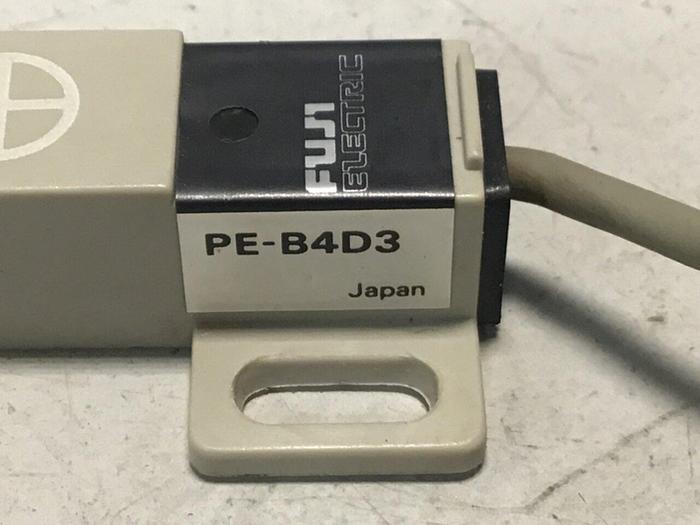 FUJI
ELECTRIC
PE-B4D3
Japan